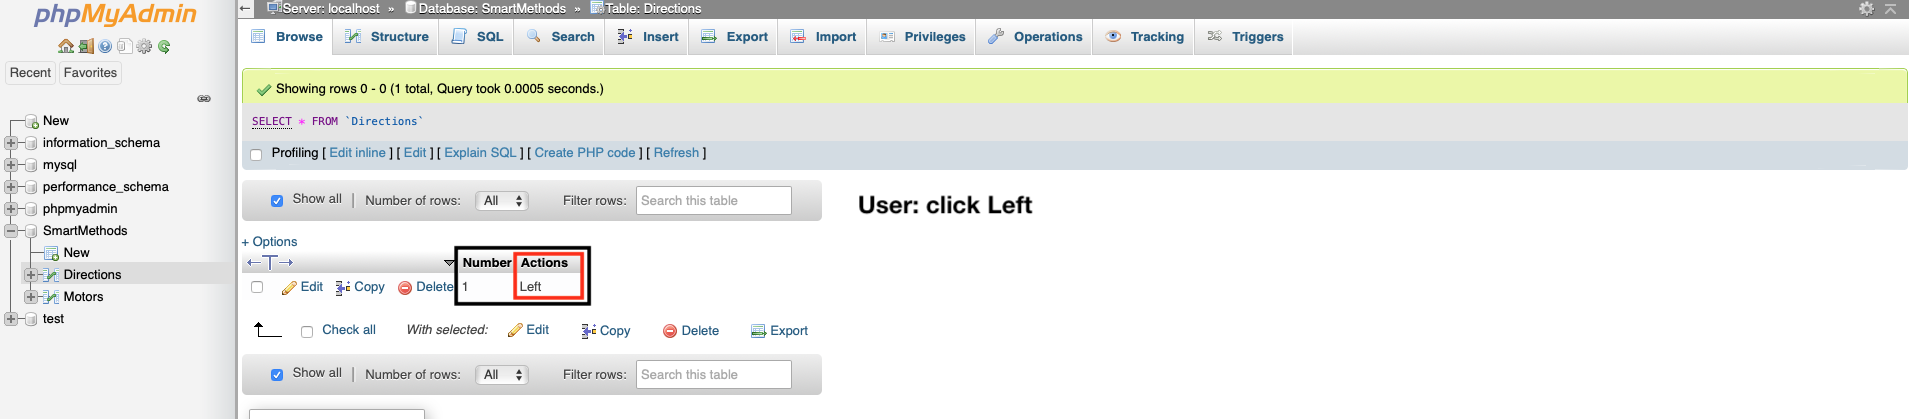 phpMyAdmin
Recent Favorites
New
information_schema
mysql
performance_schema
phpmyadmin
SmartMethods
New
Directions
Motors
test
Server: localhost » Database: SmartMethods » Table: Directions
Browse Structure SQL Search Insert Export Import Privileges Operations Tracking Triggers
Showing rows 0 - 0 (1 total, Query took 0.0005 seconds.)
SELECT * FROM `Directions`
Profiling [ Edit inline ] [ Edit ] [ Explain SQL ] [ Create PHP code ] [ Refresh ]
Show all | Number of rows: All Filter rows: Search this table
User: click Left
+ Options
←T→ Number Actions
Edit Copy Delete 1 Left
Check all With selected: Edit Copy Delete Export
Show all | Number of rows: All Filter rows: Search this table